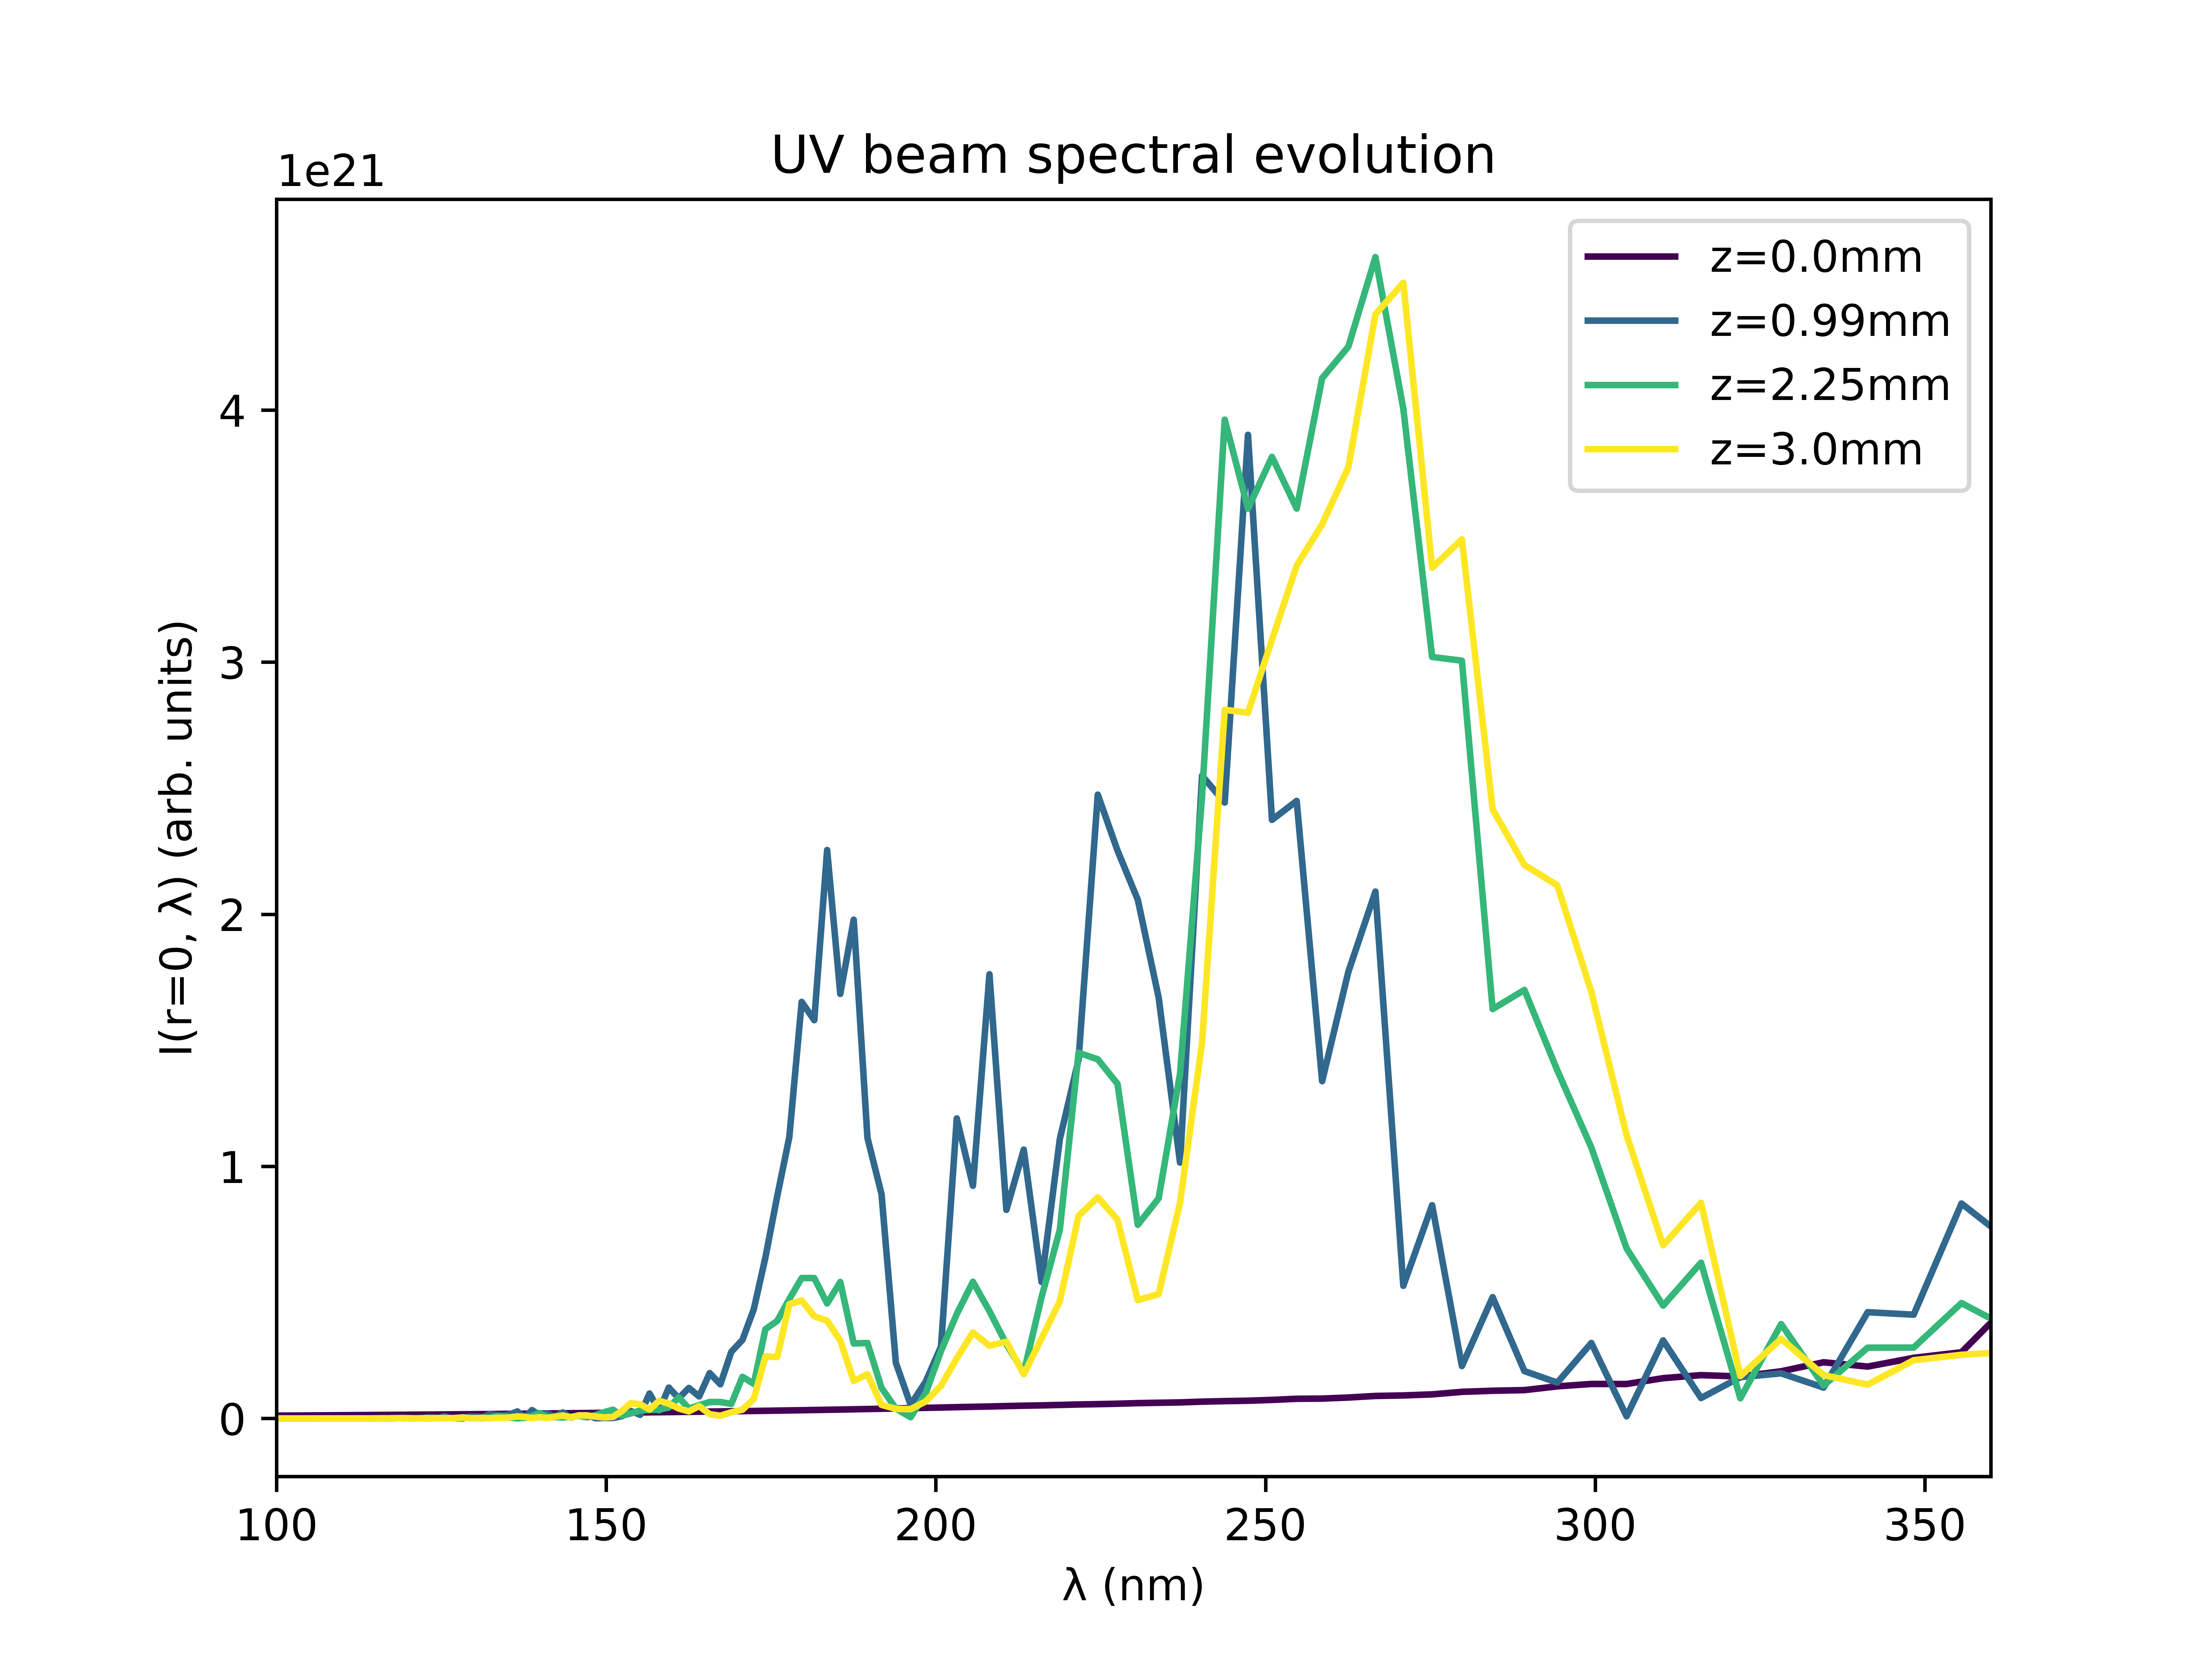 UV beam spectral evolution
1e21
z=0.0mm
z=0.99mm
z=2.25mm
z=3.0mm
4
3
2
1
0
I(r=0, λ) (arb. units)
100 150 200 250 300 350
λ (nm)